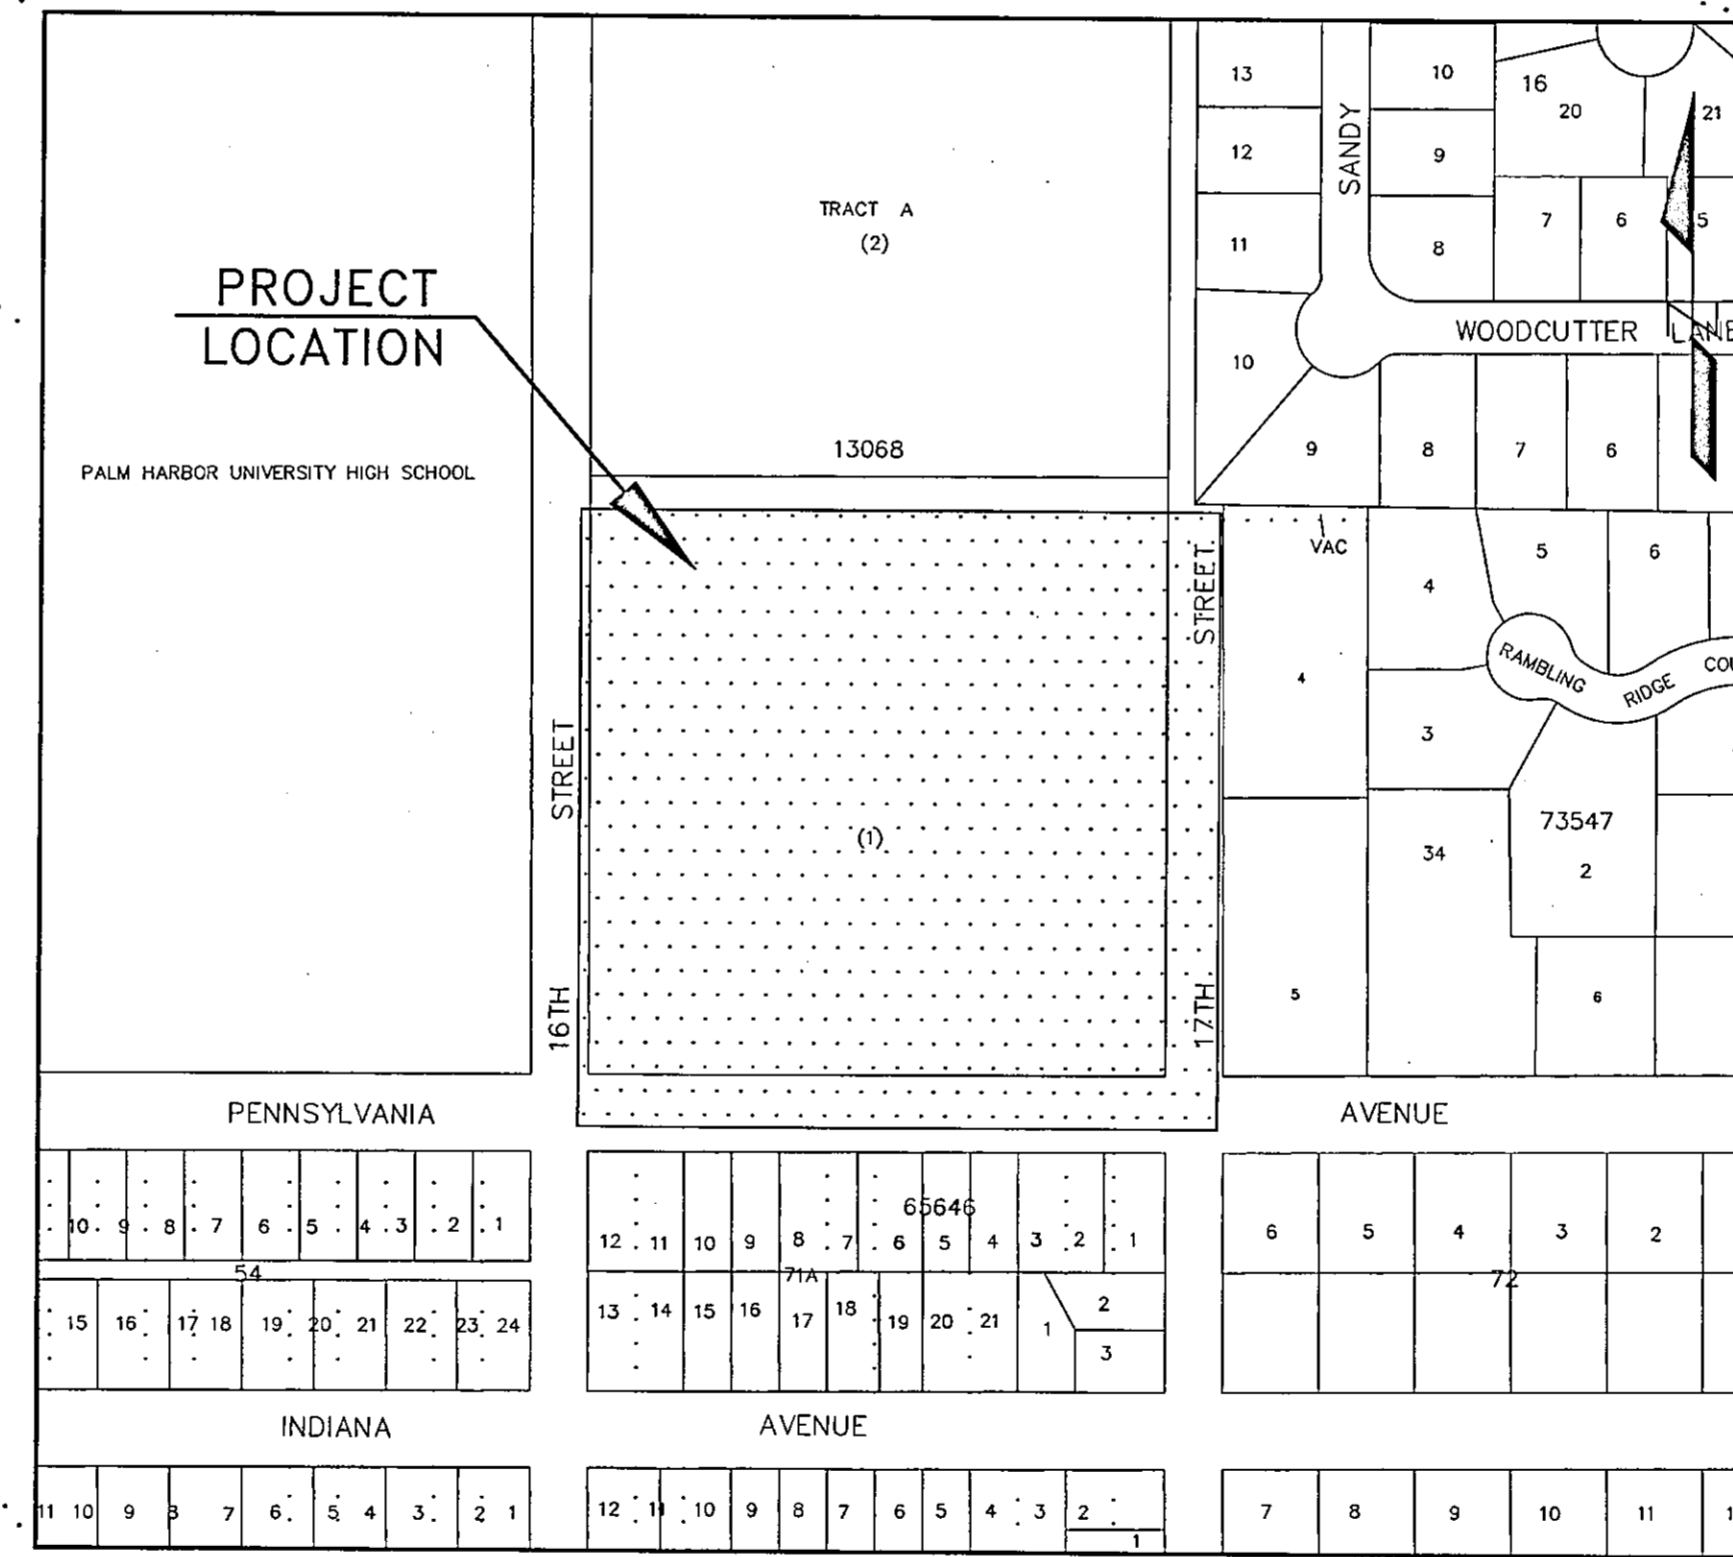 13
12
11
10
SANDY
10
9
8
16
20
21
7
6
5
TRACT A
(2)
PROJECT
LOCATION
WOODCUTTER LANE
9
8
7
6
13068
PALM HARBOR UNIVERSITY HIGH SCHOOL
VAC
4
5
6
RAMBLING RIDGE
4
3
16TH STREET
17TH STREET
(1)
34
73547
2
5
6
PENNSYLVANIA
AVENUE
10 9 8 7 6 5 4 3 2 1
54
15 16 17 18 19 20 21 22 23 24
65646
12 11 10 9 8 7 6 5 4 3 2 1
71A
13 14 15 16 17 18 19 20 21 1 2
3
6 5 4 3 2
72
INDIANA
AVENUE
11 10 9 8 7 6 5 4 3 2 1
12 11 10 9 8 7 6 5 4 3 2
1
7 8 9 10 11